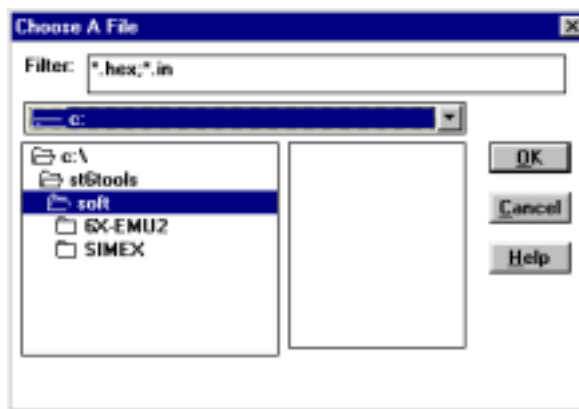 Choose A File
Filter: *.hex;*.in
c:
c:\
st6tools
soft
6X-EMU2
SIMEX
OK
Cancel
Help